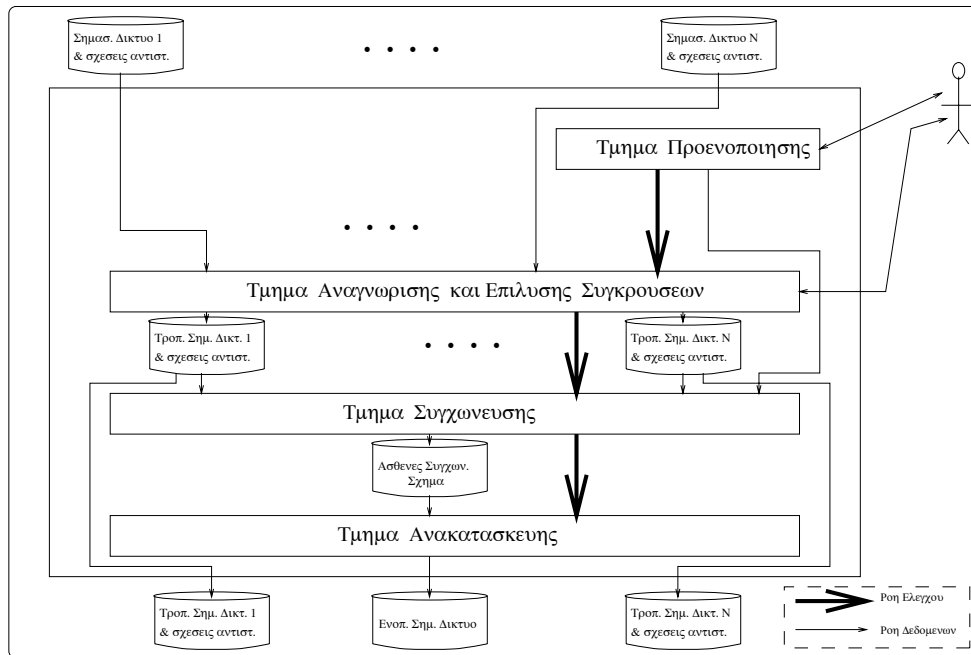 Σημασ. Δικτυο 1
& σχεσεις αντιστ.
Σημασ. Δικτυο Ν
& σχεσεις αντιστ.
Τμημα Προενοποιησης
Τμημα Αναγνωρισης και Επιλυσης Συγκρουσεων
Τροπ. Σημ. Δικτ. 1
& σχεσεις αντιστ.
Τροπ. Σημ. Δικτ. Ν
& σχεσεις αντιστ.
Τμημα Συγχωνευσης
Ασθενες Συγχων.
Σχημα
Τμημα Ανακατασκευης
Τροπ. Σημ. Δικτ. 1
& σχεσεις αντιστ.
Ενοπ. Σημ. Δικτυο
Τροπ. Σημ. Δικτ. Ν
& σχεσεις αντιστ.
Ροη Ελεγχου
Ροη Δεδομενων